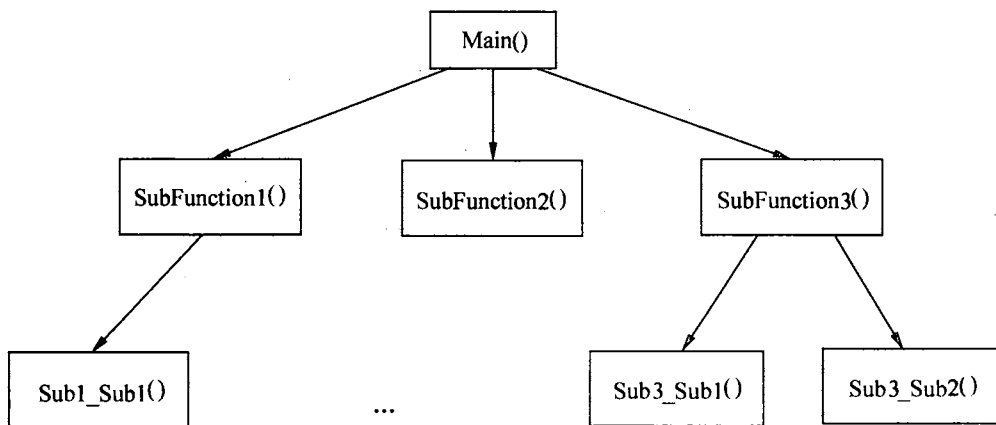 Main()
SubFunction1()
SubFunction2()
SubFunction3()
Sub1_Sub1()
...
Sub3_Sub1()
Sub3_Sub2()